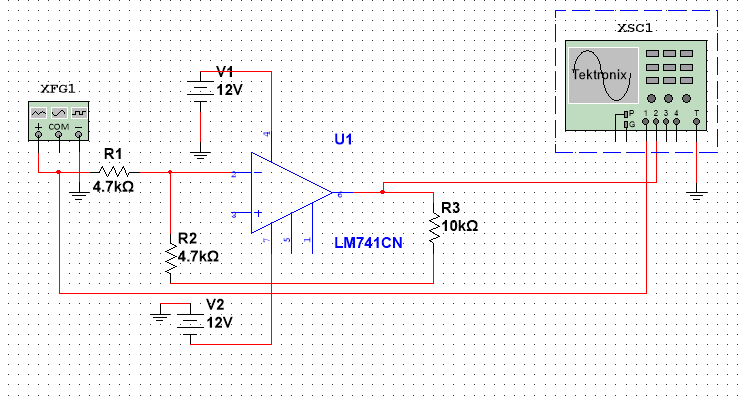 XSC1
Tektronix
P
G
1 2 3 4 T
V1
12V
XFG1
COM
R1
4.7kΩ
4
U1
2
3
6
7
5
1
R3
10kΩ
LM741CN
R2
4.7kΩ
V2
12V